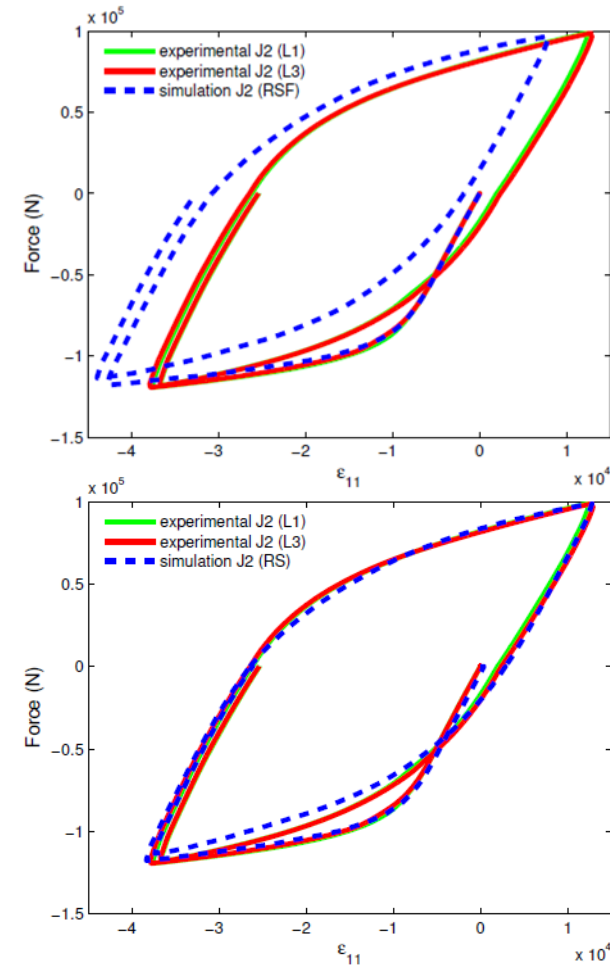 x 10^5
1
experimental J2 (L1)
experimental J2 (L3)
simulation J2 (RSF)
0.5
0
Force (N)
−0.5
−1
−1.5
−4 −3 −2 −1 0 1
ε11
x 10^4
x 10^5
1
experimental J2 (L1)
experimental J2 (L3)
simulation J2 (RS)
0.5
0
Force (N)
−0.5
−1
−1.5
−4 −3 −2 −1 0 1
ε11
x 10^4